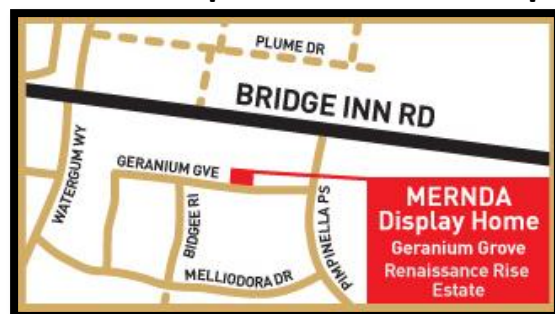 PLUME DR
BRIDGE INN RD
WATERGUM WY
GERANIUM GVE
BIDGEE RI
MELLIODORA DR
PIMPINELLA PS
MERNDA
Display Home
Geranium Grove
Renaissance Rise
Estate